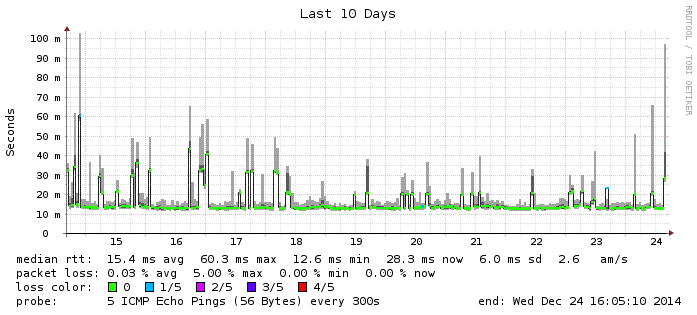 Last 10 Days
RRDTOOL / TOBI OETIKER
Seconds
100 m
90 m
80 m
70 m
60 m
50 m
40 m
30 m
20 m
10 m
0
15 16 17 18 19 20 21 22 23 24
median rtt: 15.4 ms avg 60.3 ms max 12.6 ms min 28.3 ms now 6.0 ms sd 2.6 am/s
packet loss: 0.03 % avg 5.00 % max 0.00 % min 0.00 % now
loss color: 0 1/5 2/5 3/5 4/5
probe: 5 ICMP Echo Pings (56 Bytes) every 300s end: Wed Dec 24 16:05:10 2014